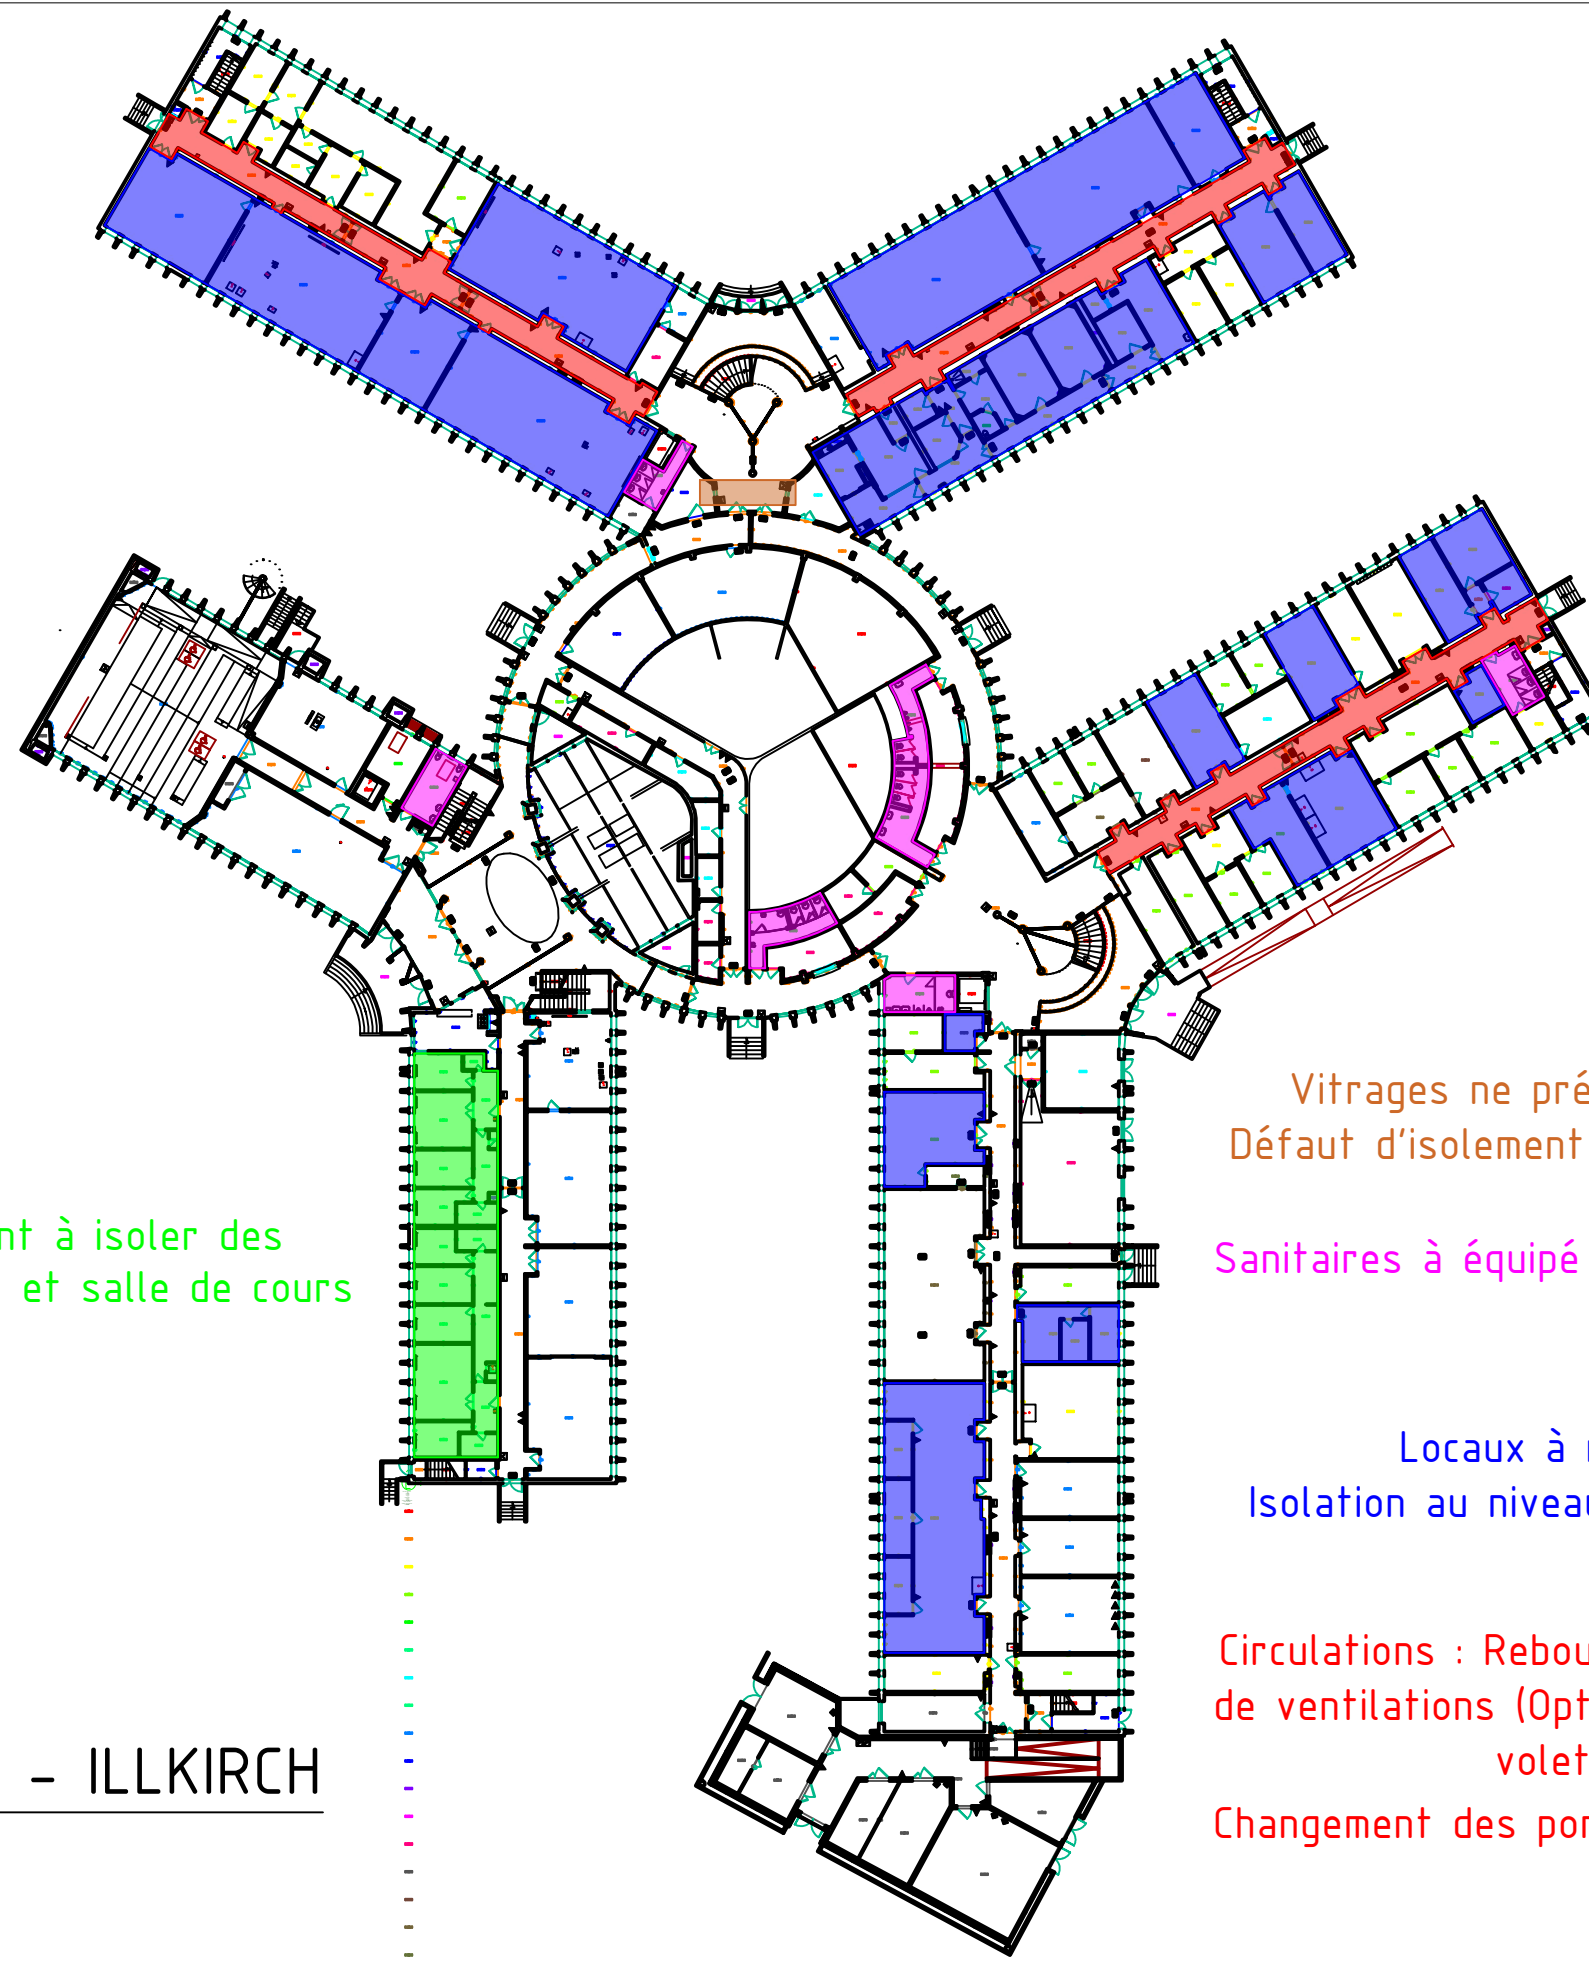 Vitrages ne pré
Défaut d'isolement
nt à isoler des
et salle de cours
Sanitaires à équipé
Locaux à
Isolation au niveau
Circulations : Rebou
de ventilations (Opt
volet
- ILLKIRCH
Changement des por